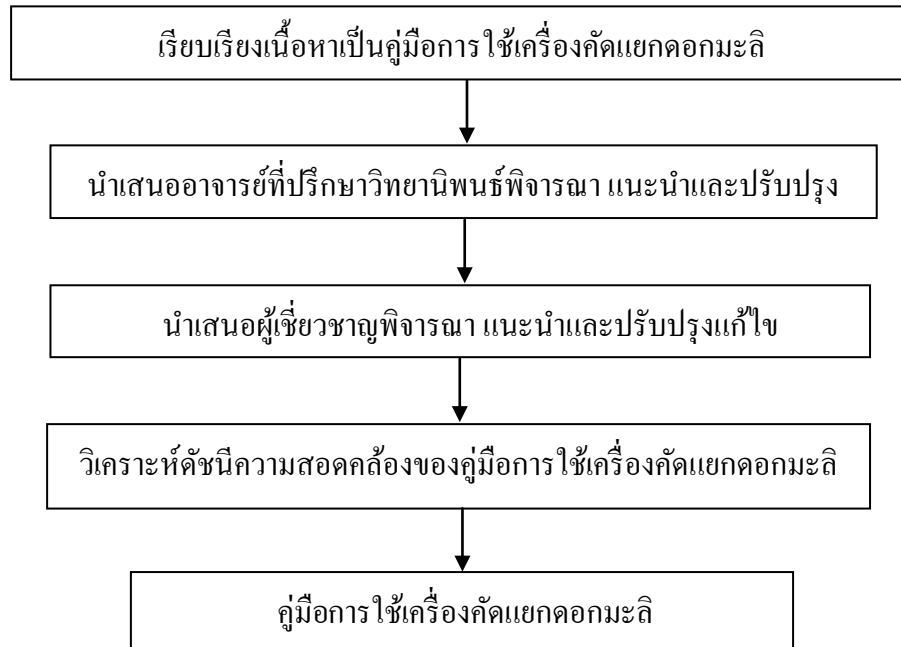 เรียบเรียงเนื้อหาเป็นคู่มือการใช้เครื่องคัดแยกดอกมะลิ
นำเสนออาจารย์ที่ปรึกษาวิทยานิพนธ์พิจารณา แนะนำและปรับปรุง
นำเสนอผู้เชี่ยวชาญพิจารณา แนะนำและปรับปรุงแก้ไข
วิเคราะห์ดัชนีความสอดคล้องของคู่มือการใช้เครื่องคัดแยกดอกมะลิ
คู่มือการใช้เครื่องคัดแยกดอกมะลิ